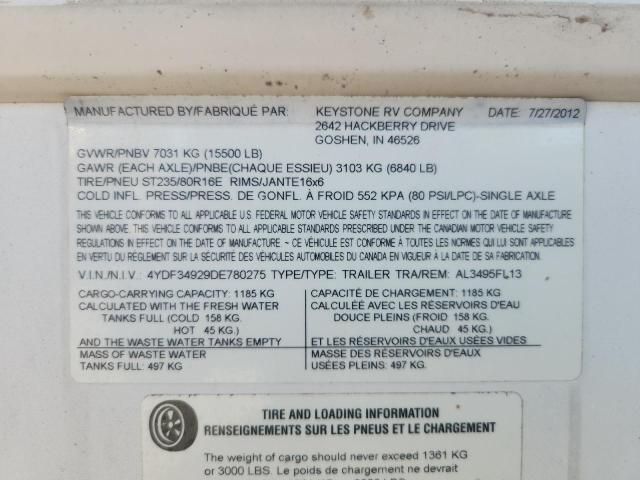 MANUFACTURED BY/FABRIQUÉ PAR: KEYSTONE RV COMPANY DATE: 7/27/2012
2642 HACKBERRY DRIVE
GOSHEN, IN 46526
GVWR/PNBV 7031 KG (15500 LB)
GAWR (EACH AXLE)/PNBE(CHAQUE ESSIEU) 3103 KG (6840 LB)
TIRE/PNEU ST235/80R16E RIMS/JANTE16x6
COLD INFL. PRESS/PRESS. DE GONFL. À FROID 552 KPA (80 PSI/LPC)-SINGLE AXLE
THIS VEHICLE CONFORMS TO ALL APPLICABLE U.S. FEDERAL MOTOR VEHICLE SAFETY STANDARDS IN EFFECT ON THE DATE OF MANUFACTURE
SHOWN ABOVE. THIS VEHICLE CONFORMS TO ALL APPLICABLE STANDARDS PRESCRIBED UNDER THE CANADIAN MOTOR VEHICLE SAFETY
REGULATIONS IN EFFECT ON THE DATE OF MANUFACTURE ~ CE VÉHICULE EST CONFORME À TOUTES LES NORMES QUI LUI SONT APPLICABLES
EN VERTU DU RÈGLEMENT SUR LA SÉCURITÉ DES VÉHICULES AUTOMOBILES DU CANADA EN VIGUEUR À LA DATE DE SA FABRICATION
V.I.N./N.I.V.: 4YDF34929DE780275 TYPE/TYPE: TRAILER TRA/REM: AL3495FL13
CARGO-CARRYING CAPACITY: 1185 KG
CALCULATED WITH THE FRESH WATER
TANKS FULL (COLD 158 KG.
HOT 45 KG.)
AND THE WASTE WATER TANKS EMPTY
MASS OF WASTE WATER
TANKS FULL: 497 KG
CAPACITÉ DE CHARGEMENT: 1185 KG
CALCULÉE AVEC LES RÉSERVOIRS D'EAU
DOUCE PLEINS (FROID 158 KG.
CHAUD 45 KG.)
ET LES RÉSERVOIRS D'EAUX USÉES VIDES
MASSE DES RÉSERVOIRS D'EAUX
USÉES PLEINS: 497 KG
TIRE AND LOADING INFORMATION
RENSEIGNEMENTS SUR LES PNEUS ET LE CHARGEMENT
The weight of cargo should never exceed 1361 KG
or 3000 LBS. Le poids de chargement ne devrait